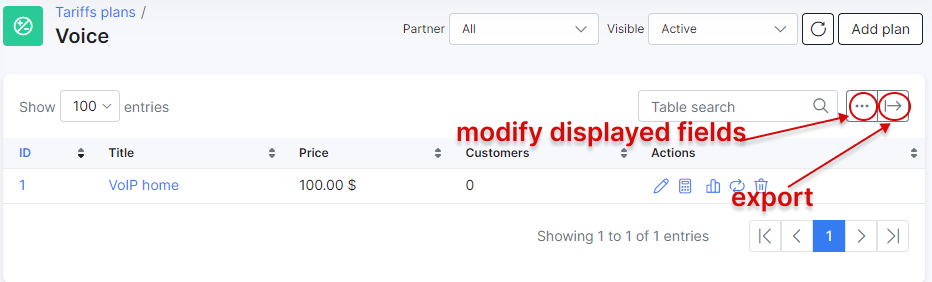 Tariffs plans /
Voice
Partner All Visible Active Add plan
Show 100 entries Table search
modify displayed fields
ID Title Price Customers Actions
1 VoIP home 100.00 $ 0
export
Showing 1 to 1 of 1 entries 1